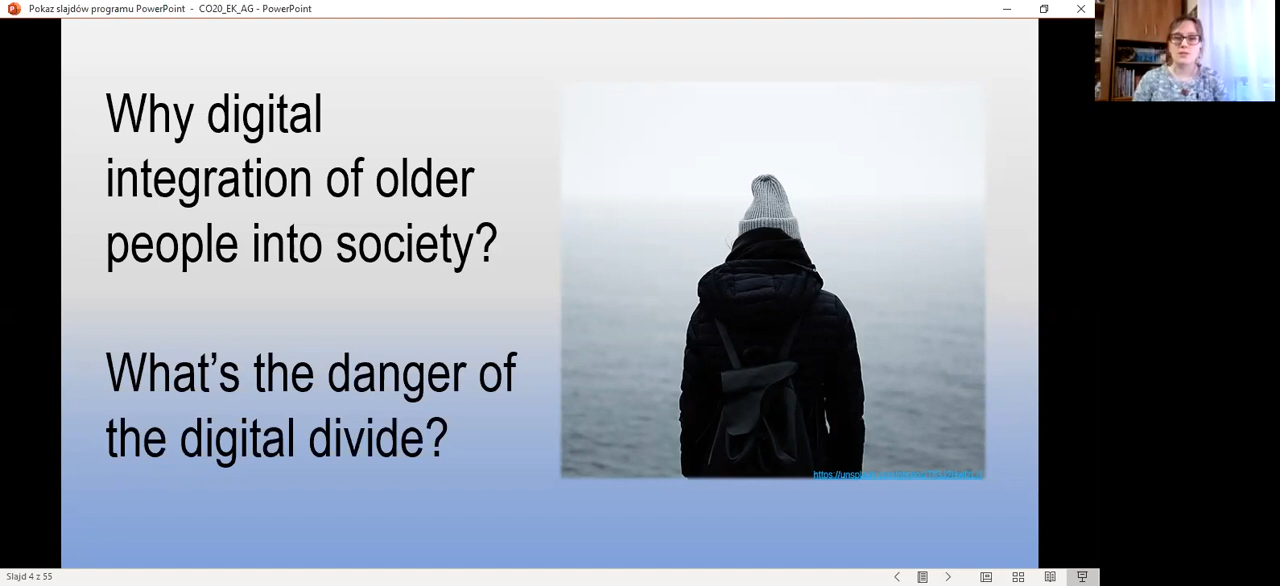 Pokaz slajdów programu PowerPoint - CO20_EK_AG - PowerPoint
Why digital
integration of older
people into society?
What's the danger of
the digital divide?
Slajd 4 z 55